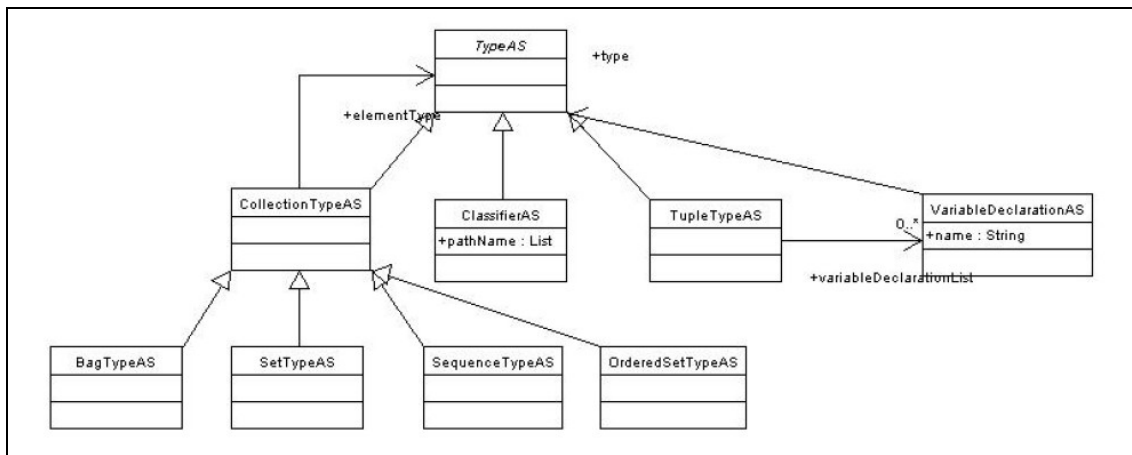 TypeAS
+type
+elementType
CollectionTypeAS
ClassifierAS
+pathName : List
TupleTypeAS
VariableDeclarationAS
+name : String
0..*
+variableDeclarationList
BagTypeAS
SetTypeAS
SequenceTypeAS
OrderedSetTypeAS